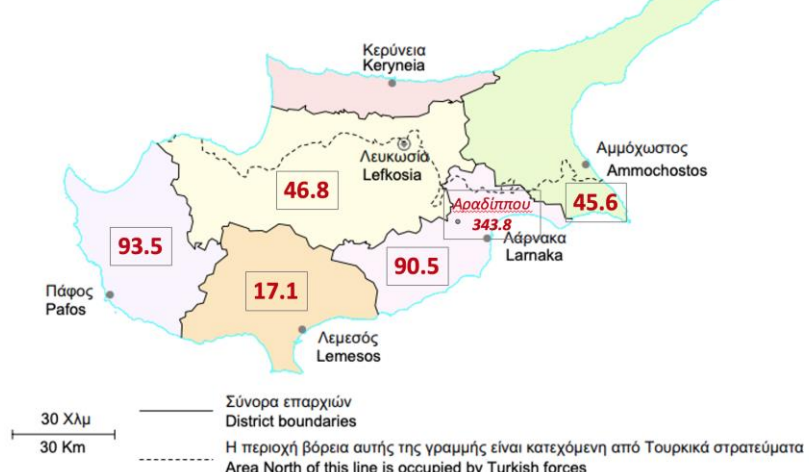 Κερύνεια
Keryneia
Λευκωσία
Lefkosia
Αμμόχωστος
Ammochostos
46.8
Αραδίππου
343.8
45.6
93.5
Λάρνακα
Larnaka
90.5
17.1
Πάφος
Pafos
Λεμεσός
Lemesos
30 Χλμ
30 Km
Σύνορα επαρχιών
District boundaries
Η περιοχή βόρεια αυτής της γραμμής είναι κατεχόμενη από Τουρκικά στρατεύματα
Area North of this line is occupied by Turkish forces